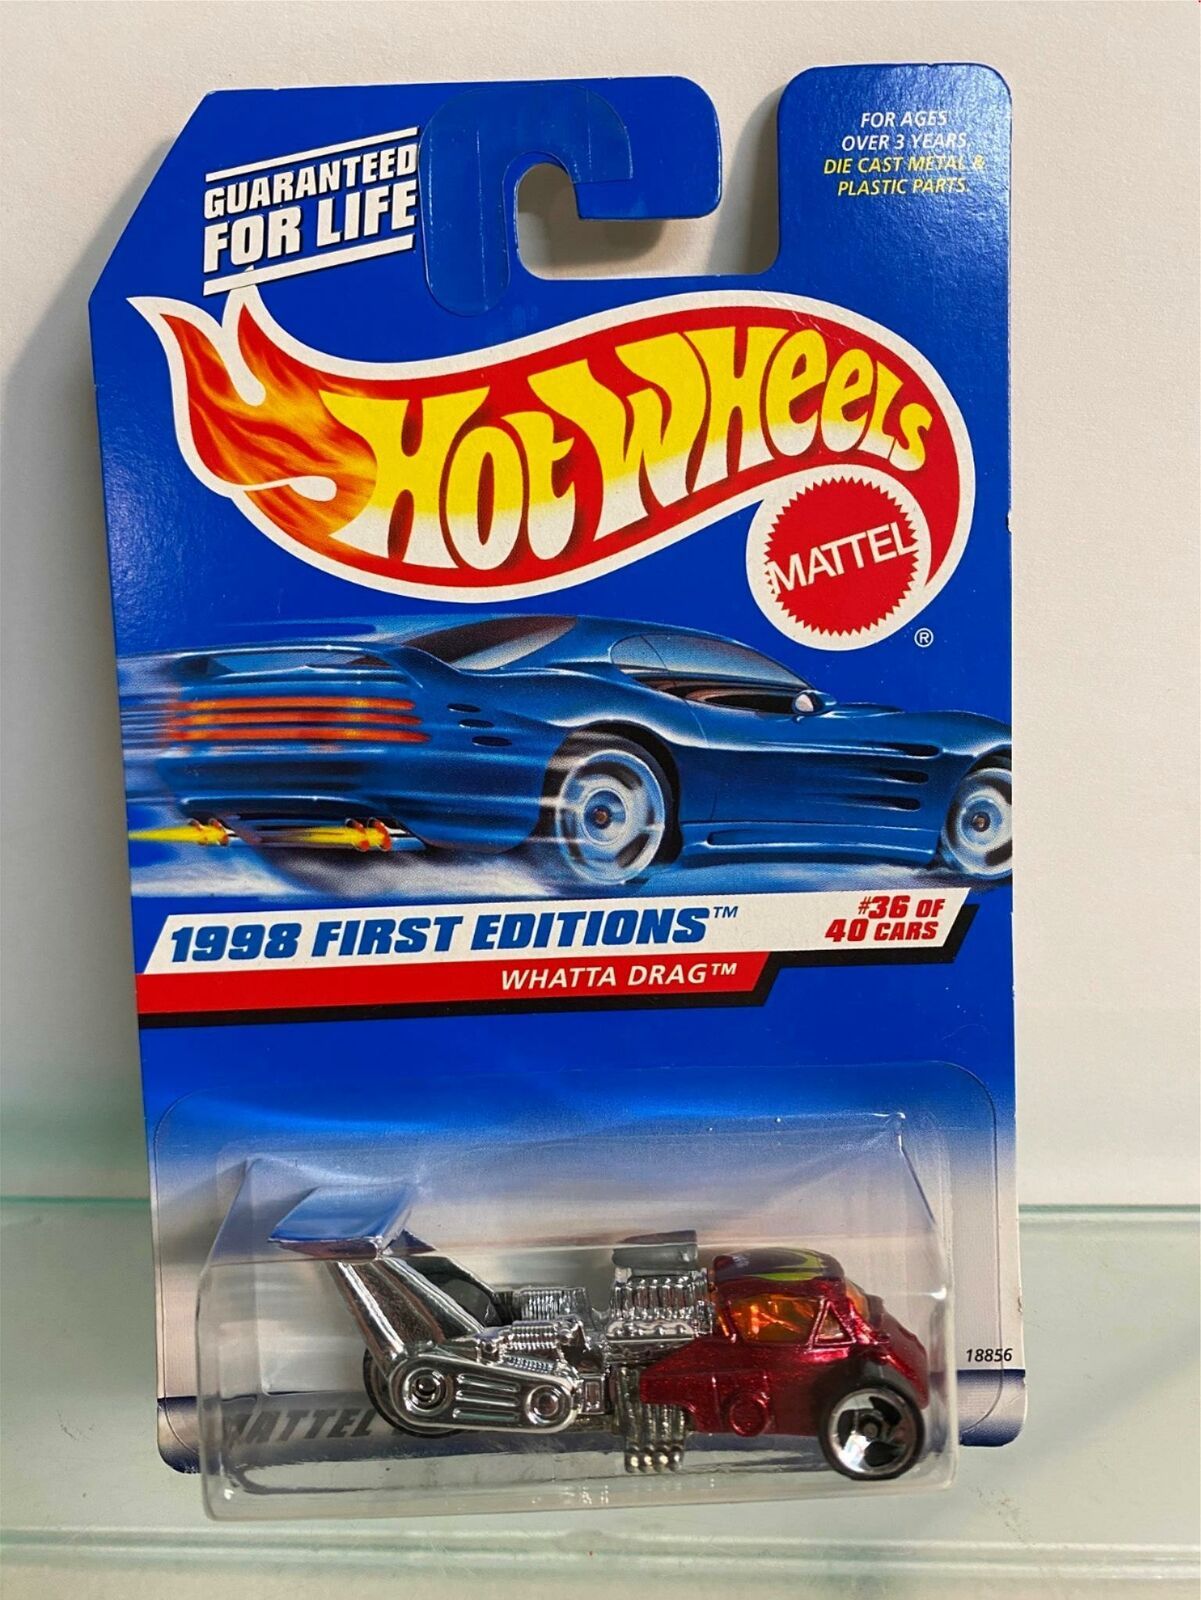 GUARANTEED
FOR LIFE
FOR AGES
OVER 3 YEARS.
DIE CAST METAL &
PLASTIC PARTS.
HOT WHEELS
MATTEL
®
1998 FIRST EDITIONS™
#36 OF
40 CARS
WHATTA DRAG™
18856
MATTEL